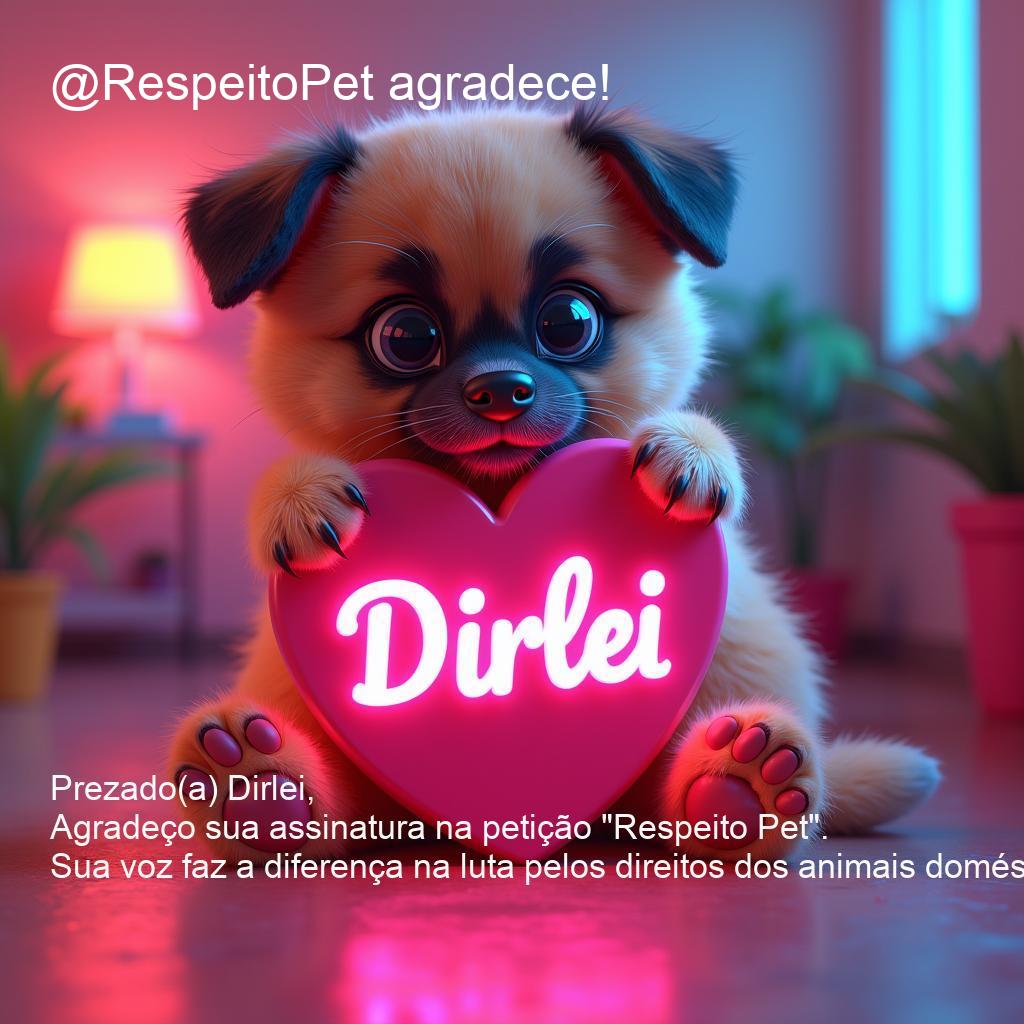 @RespeitoPet agradece!
Dirlei
Prezado(a) Dirlei,
Agradeço sua assinatura na petição "Respeito Pet".
Sua voz faz a diferença na luta pelos direitos dos animais domés